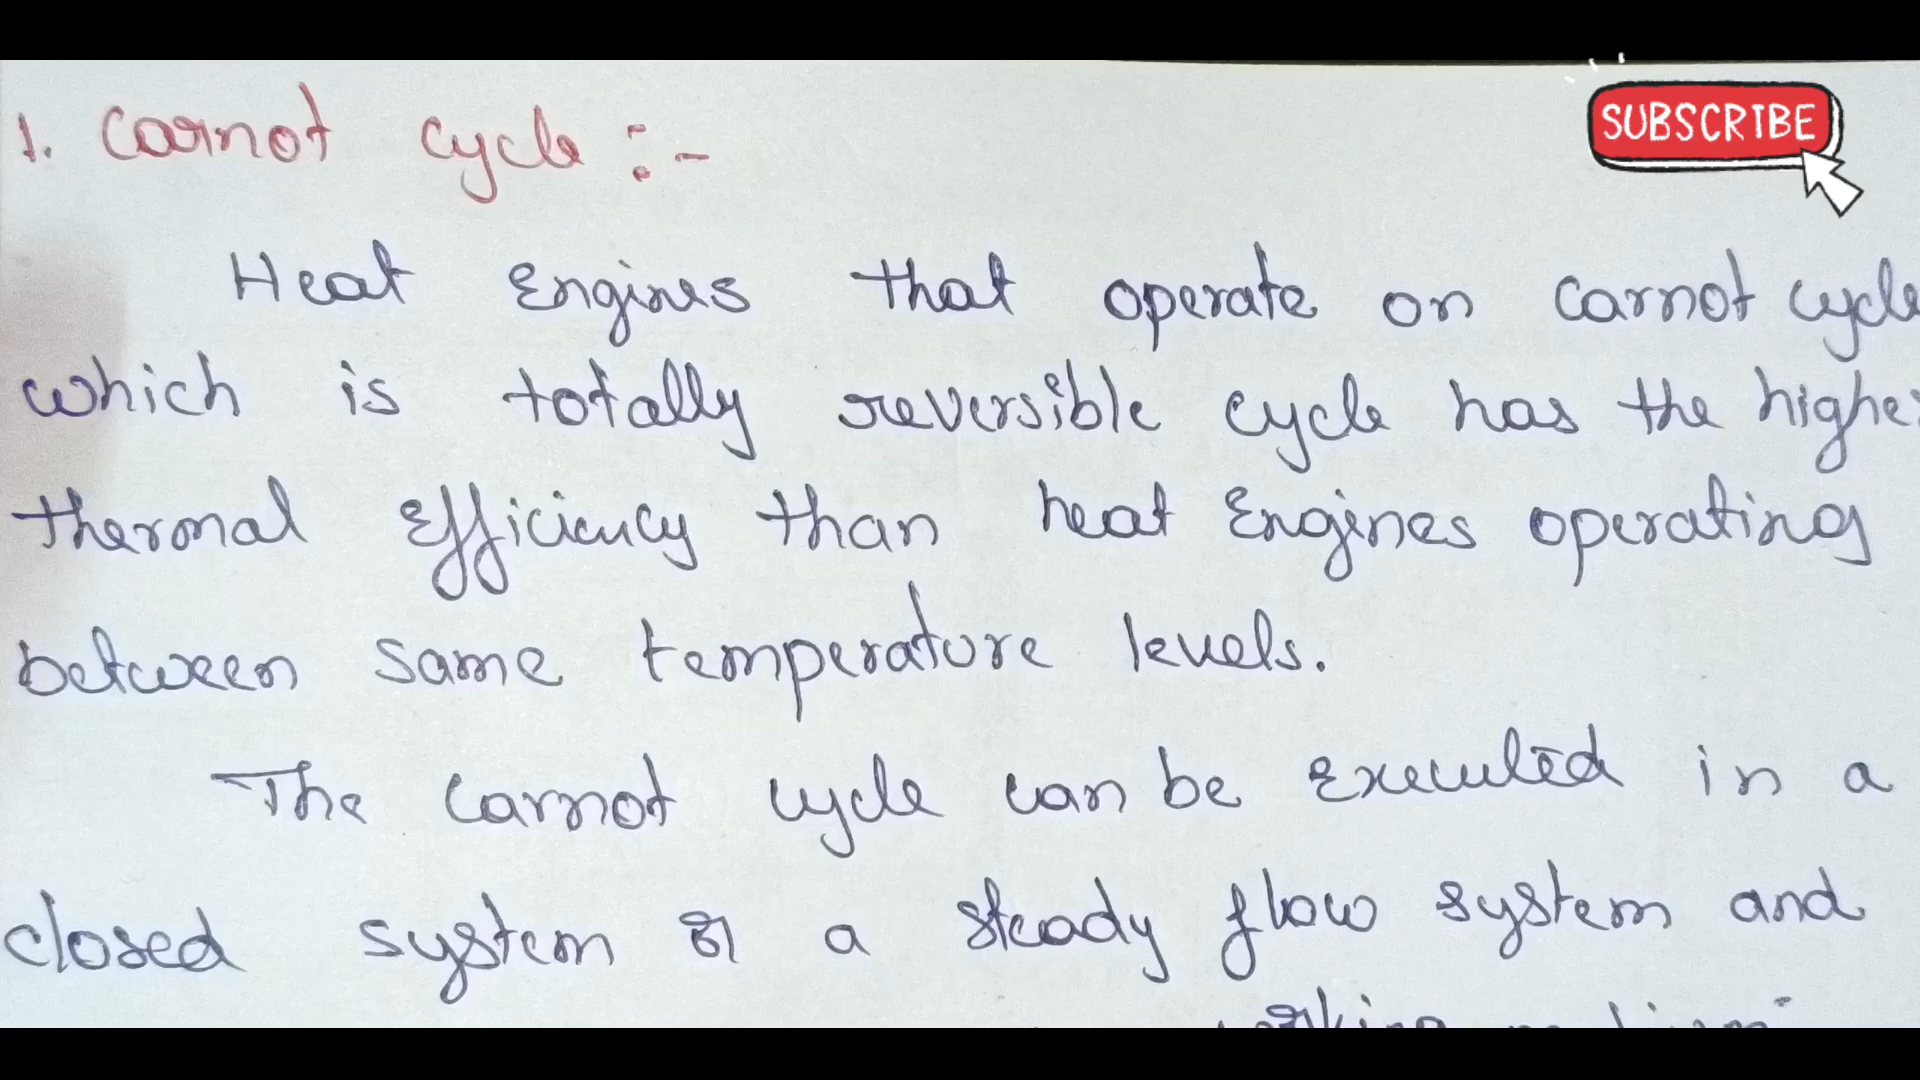 1. Carnot cycle :-
SUBSCRIBE
Heat Engines that operate on Carnot cycle
which is totally reversible cycle has the higher
thermal Efficiency than heat Engines operating
between same temperature levels.
The Carnot cycle can be Executed in a
closed system or a steady flow system and